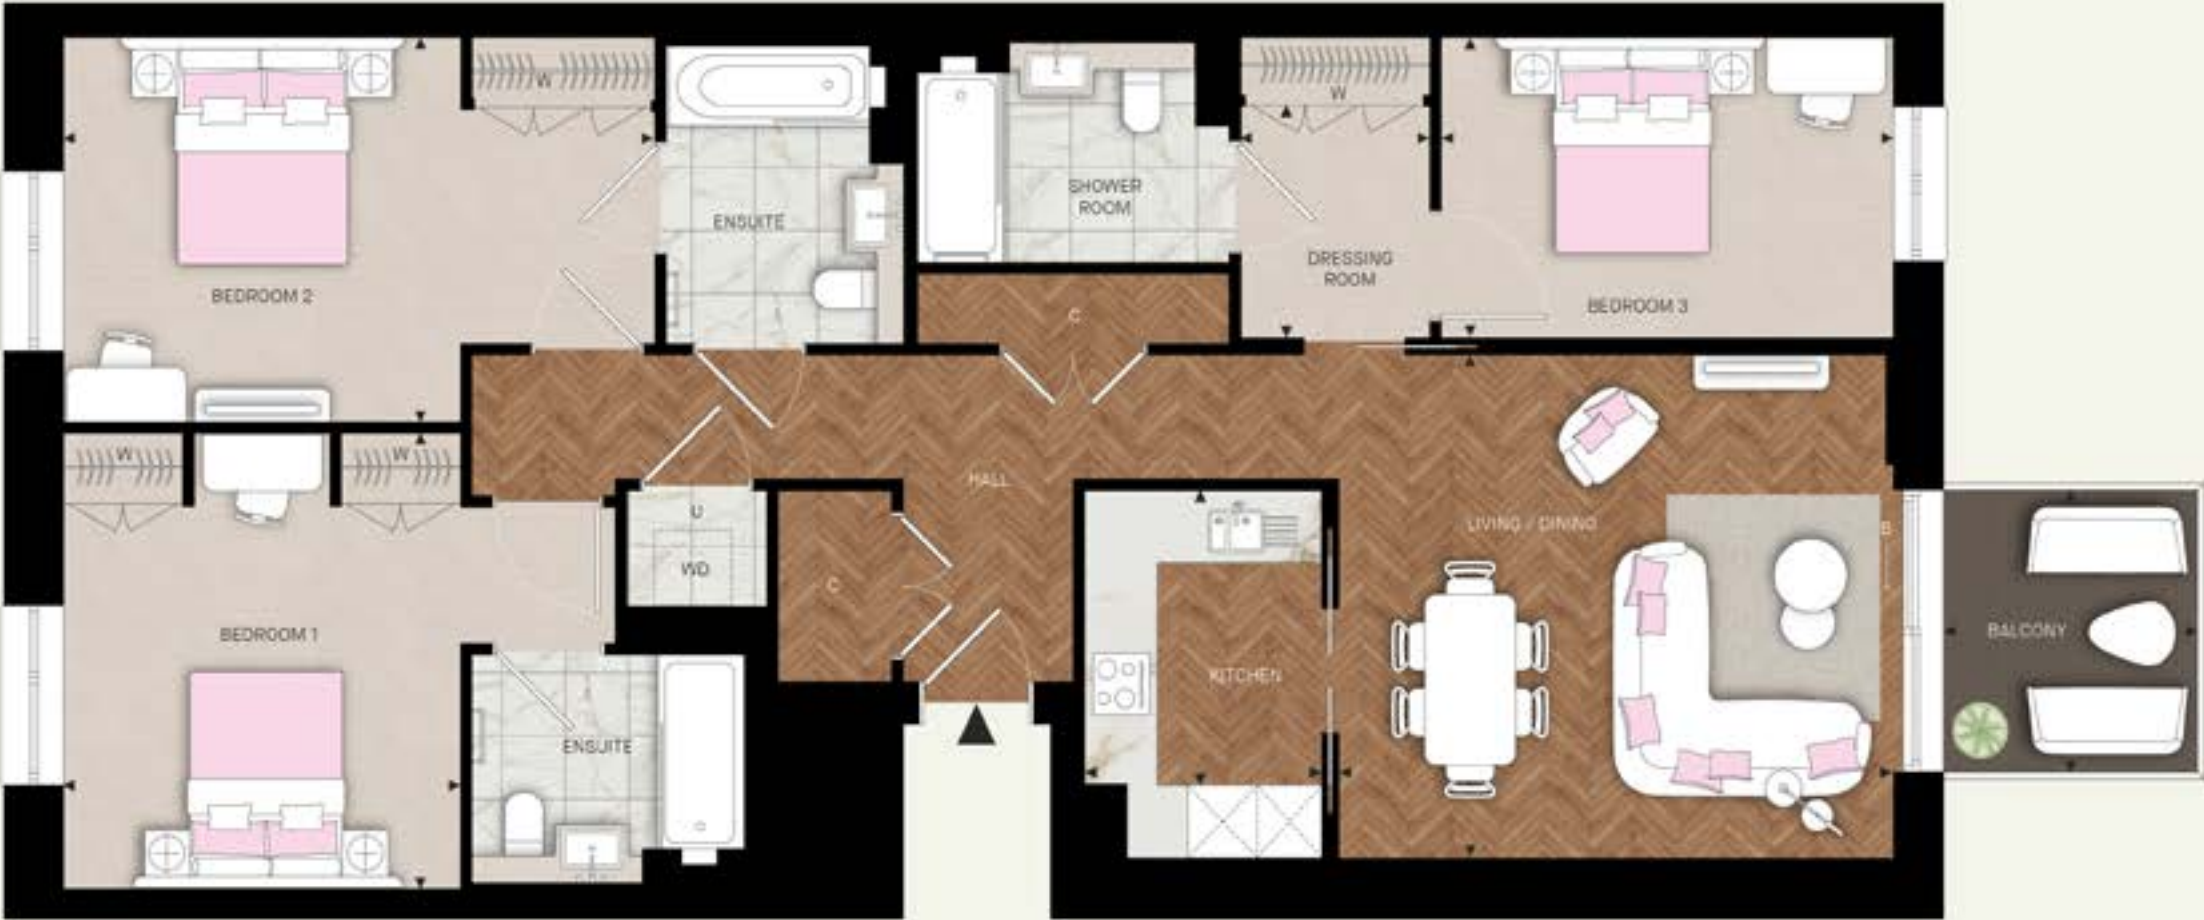 W
W
SHOWER
ROOM
ENSUITE
DRESSING
ROOM
BEDROOM 2
BEDROOM 3
C
W
W
HALL
U
WD
LIVING / DINING
B
C
BEDROOM 1
BALCONY
KITCHEN
ENSUITE